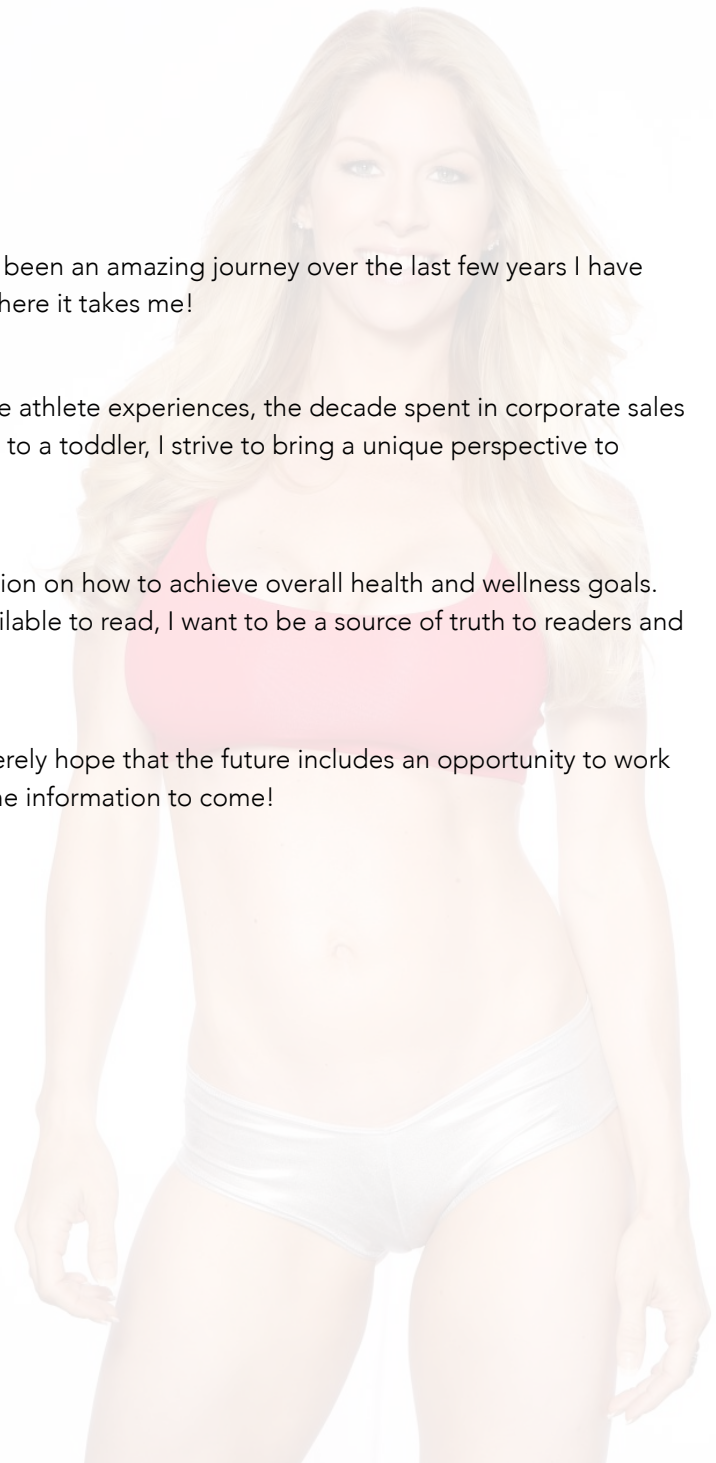 been an amazing journey over the last few years I have
here it takes me!
e athlete experiences, the decade spent in corporate sales
to a toddler, I strive to bring a unique perspective to
ion on how to achieve overall health and wellness goals.
ilable to read, I want to be a source of truth to readers and
erely hope that the future includes an opportunity to work
ne information to come!